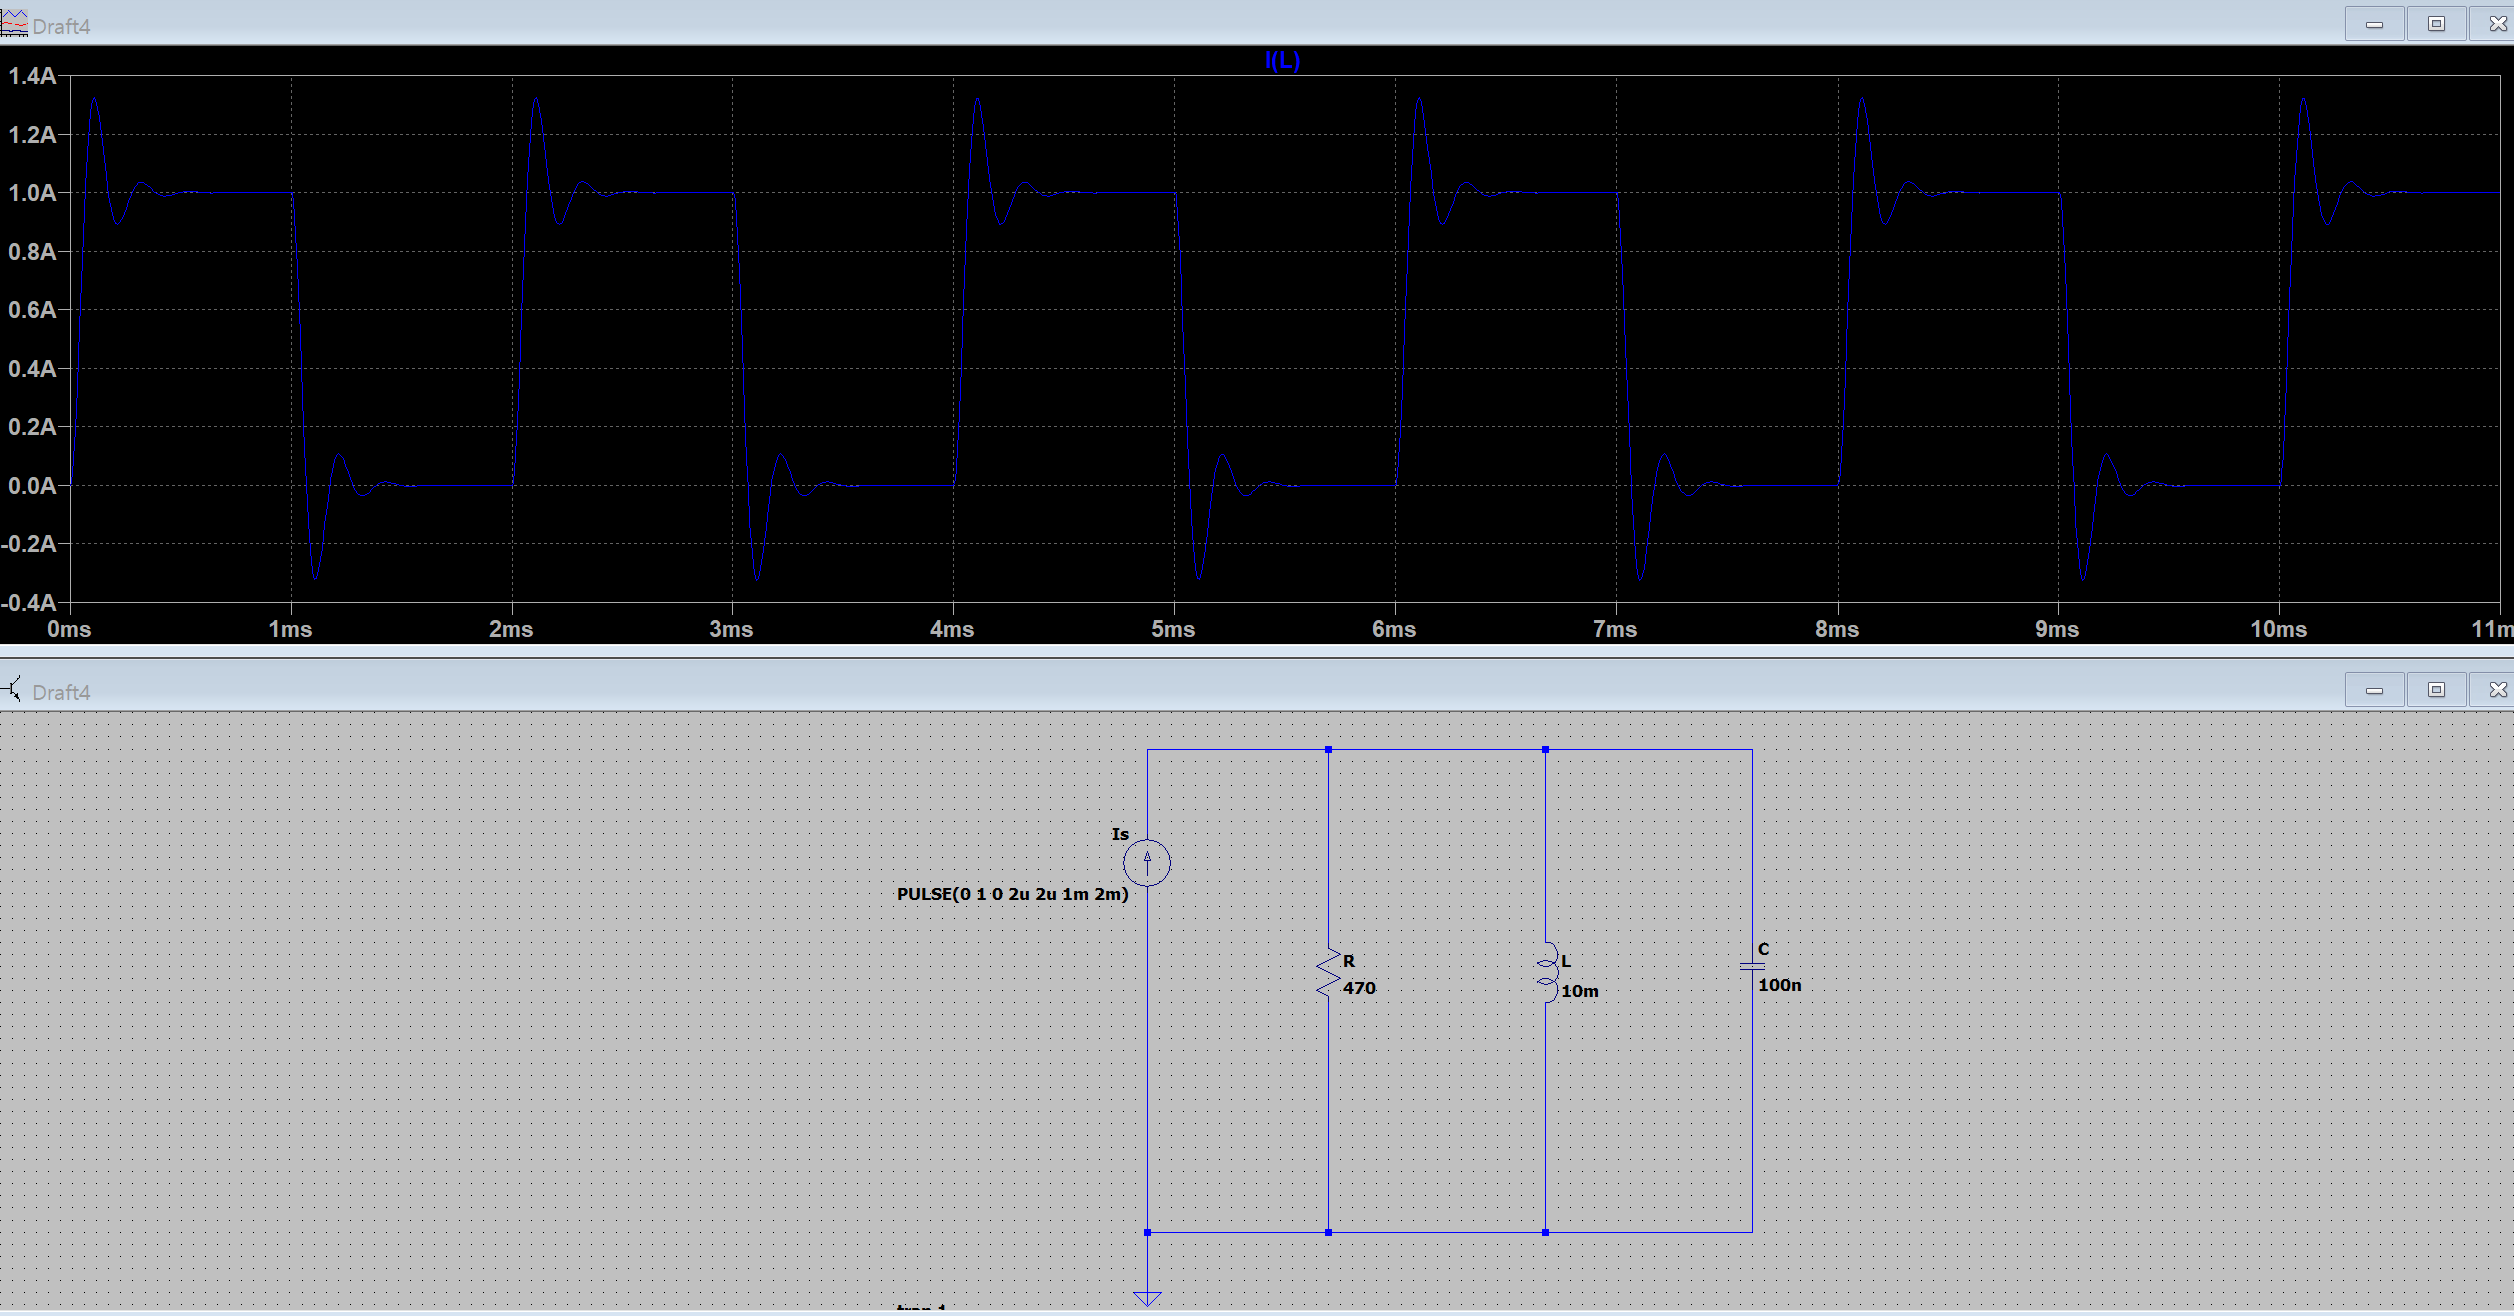 Draft4
I(L)
1.4A
1.2A
1.0A
0.8A
0.6A
0.4A
0.2A
0.0A
-0.2A
-0.4A
0ms 1ms 2ms 3ms 4ms 5ms 6ms 7ms 8ms 9ms 10ms 11m
Draft4
Is
PULSE(0 1 0 2u 2u 1m 2m)
R
470
L
10m
C
100n